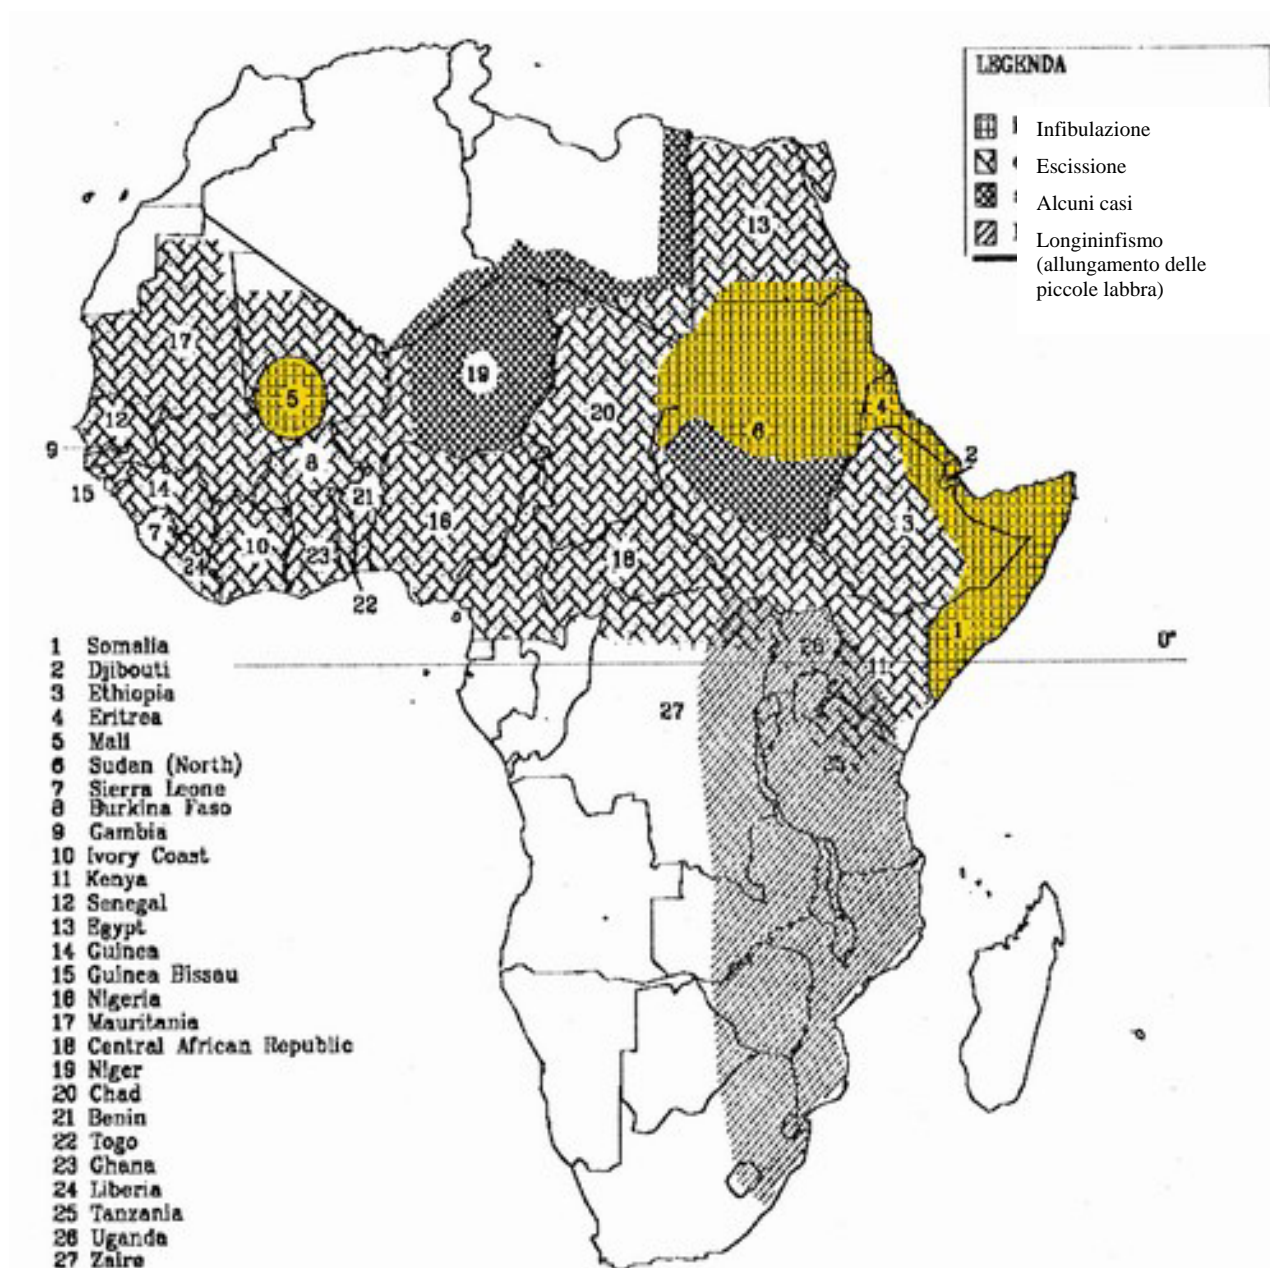 LEGENDA
Infibulazione
Escissione
Alcuni casi
Longininfismo
(allungamento delle
piccole labbra)
13
17
5
19
20
6
4
2
12
9
8
15
14
21
16
3
7
10
23
18
24
22
1
0°
26
11
27
25
1 Somalia
2 Djibouti
3 Ethiopia
4 Eritrea
5 Mali
6 Sudan (North)
7 Sierra Leone
8 Burkina Faso
9 Gambia
10 Ivory Coast
11 Kenya
12 Senegal
13 Egypt
14 Guinea
15 Guinea Bissau
16 Nigeria
17 Mauritania
18 Central African Republic
19 Niger
20 Chad
21 Benin
22 Togo
23 Ghana
24 Liberia
25 Tanzania
26 Uganda
27 Zaire